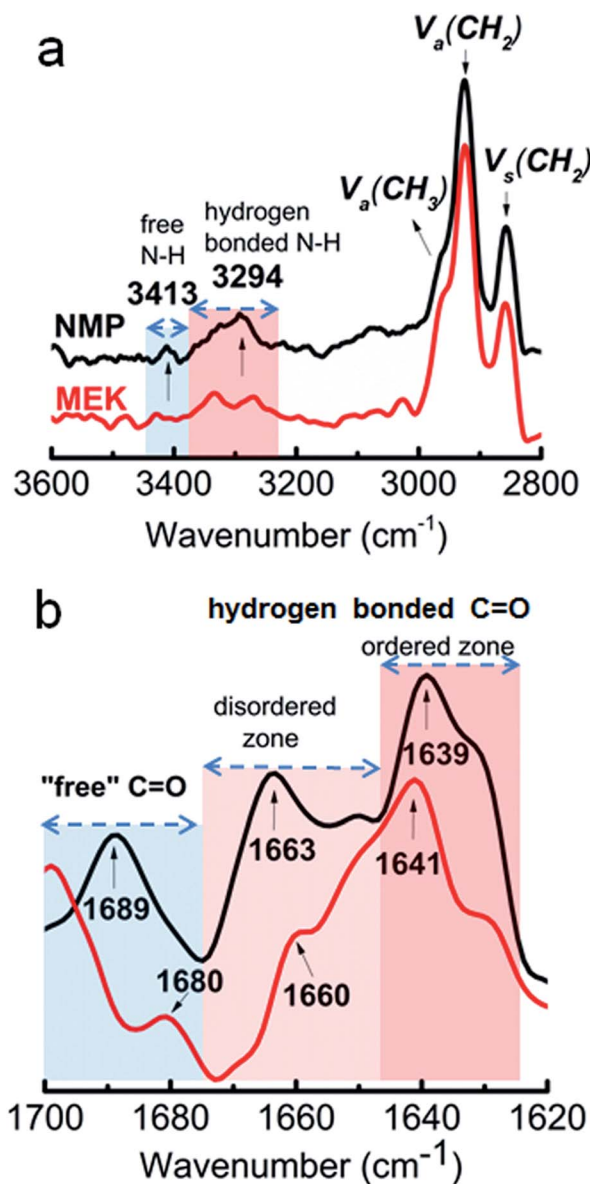 a
Va(CH2)
Vs(CH2)
Va(CH3)
free
N-H
3413
hydrogen
bonded N-H
3294
NMP
MEK
3600 3400 3200 3000 2800
Wavenumber (cm-1)
b
hydrogen bonded C=O
ordered zone
disordered
zone
"free" C=O
1639
1663
1641
1689
1680
1660
1700 1680 1660 1640 1620
Wavenumber (cm-1)